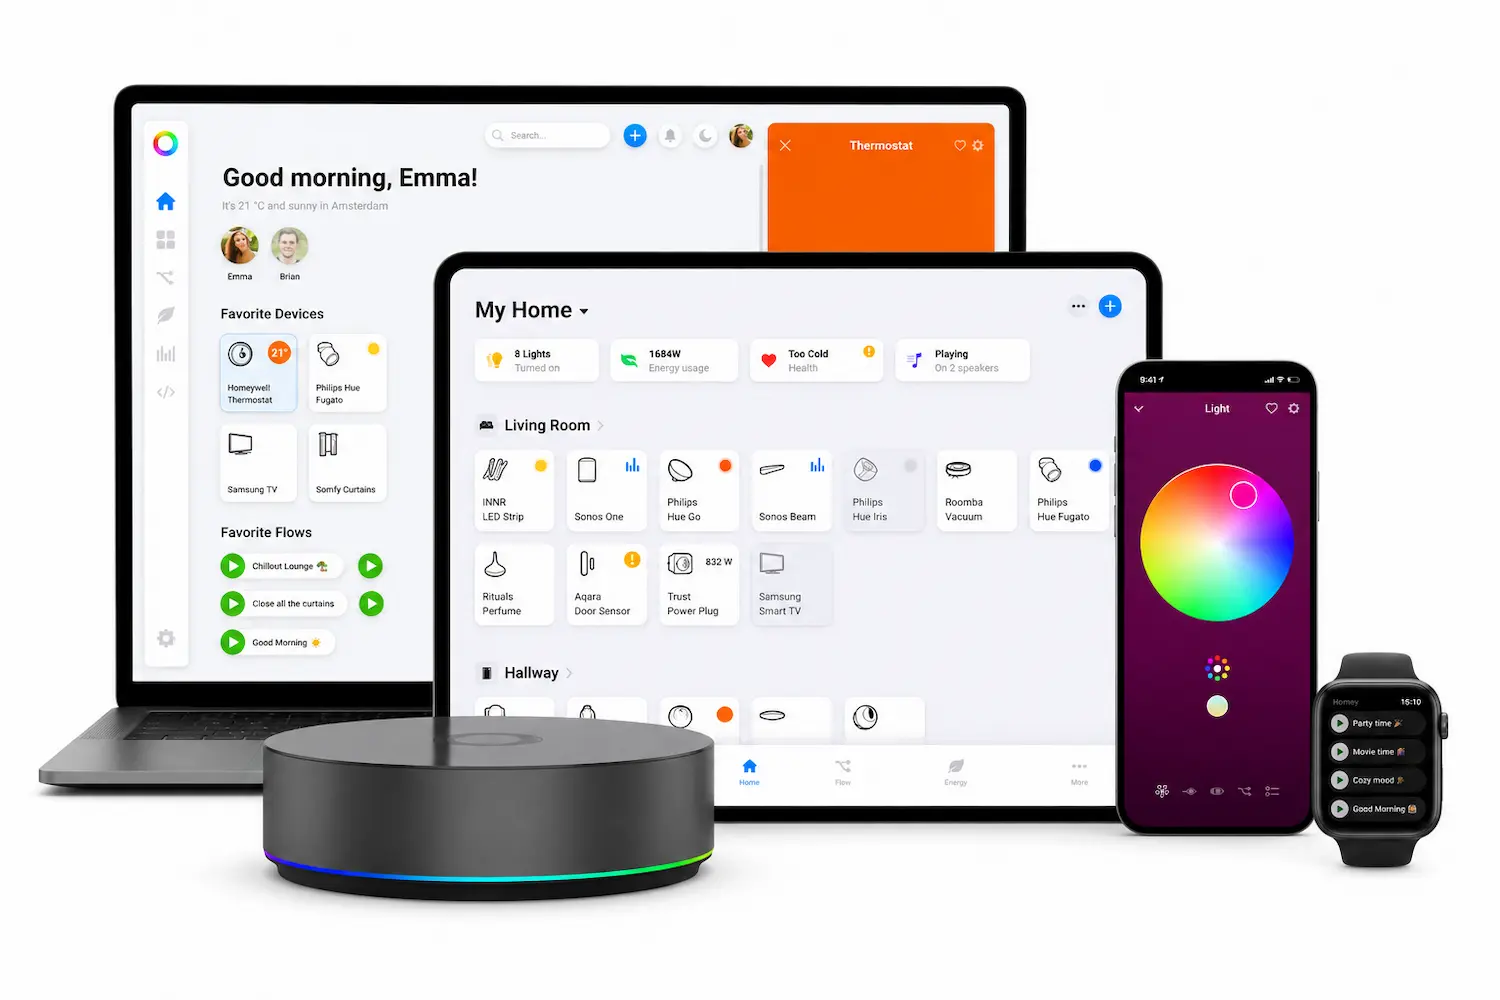 Search...
Good morning, Emma!
It's 21 °C and sunny in Amsterdam
Emma
Brian
Favorite Devices
21°
Homeywell
Thermostat
Philips Hue
Fugato
Samsung TV
Somfy Curtains
Favorite Flows
Chillout Lounge 🌴
Close all the curtains
Good Morning ☀️
Thermostat
My Home
8 Lights
Turned on
1684W
Energy usage
Too Cold
Health
Playing
On 2 speakers
Living Room
INNR
LED Strip
Sonos One
Philips
Hue Go
Sonos Beam
Philips
Hue Iris
Roomba
Vacuum
Philips
Hue Fugato
Rituals
Perfume
Aqara
Door Sensor
832 W
Trust
Power Plug
Samsung
Smart TV
Hallway
Home
Flow
Energy
More
9:41
Light
Homey
16:10
Party time 🎉
Movie time
Cozy mood
Good Morning